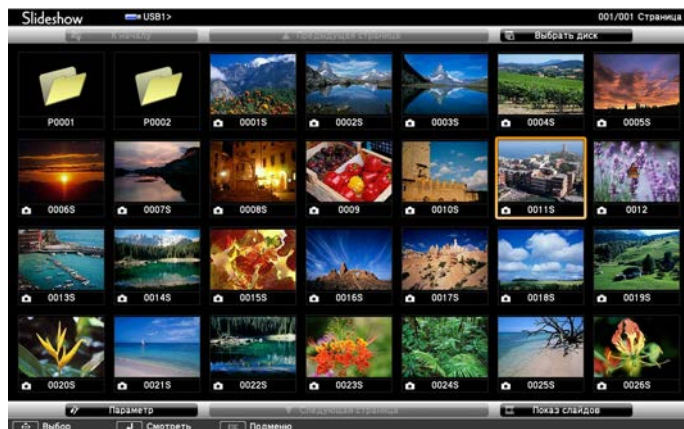 Slideshow USB1> 001/001 Страница
К началу ▲ Предыдущая страница Выбрать диск
P0001 P0002 0001S 0002S 0003S 0004S 0005S
0006S 0007S 0008S 0009 0010S 0011S 0012
0013S 0014S 0015S 0016S 0017S 0018S 0019S
0020S 0021S 0022S 0023S 0024S 0025S 0026S
Параметр ▼ Следующая страница Показ слайдов
Выбор Смотреть Подменю